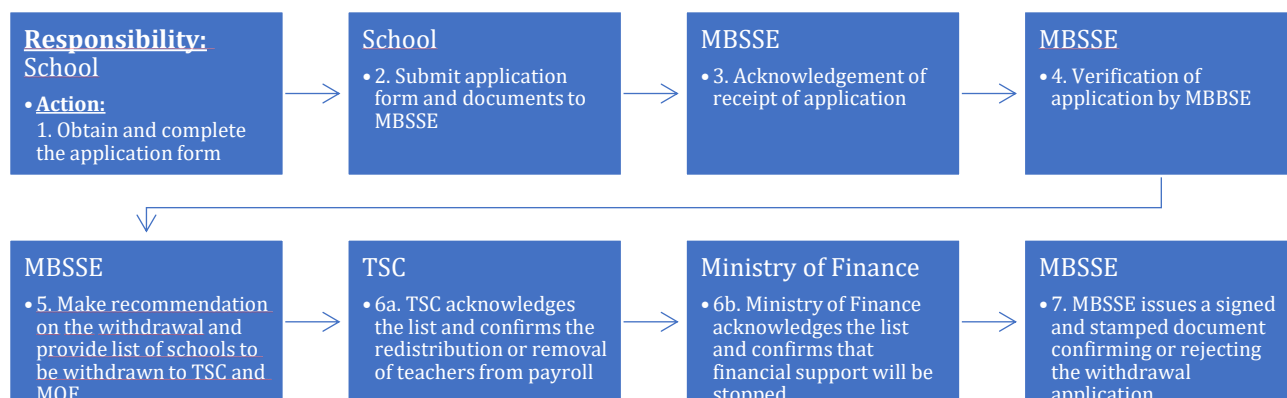 Responsibility:
School
• Action:
1. Obtain and complete
the application form
School
• 2. Submit application
form and documents to
MBSSE
MBSSE
• 3. Acknowledgement of
receipt of application
MBSSE
• 4. Verification of
application by MBBSE
MBSSE
• 5. Make recommendation
on the withdrawal and
provide list of schools to
be withdrawn to TSC and
MOF
TSC
• 6a. TSC acknowledges
the list and confirms the
redistribution or removal
of teachers from payroll
Ministry of Finance
• 6b. Ministry of Finance
acknowledges the list
and confirms that
financial support will be
stopped
MBSSE
• 7. MBSSE issues a signed
and stamped document
confirming or rejecting
the withdrawal
application